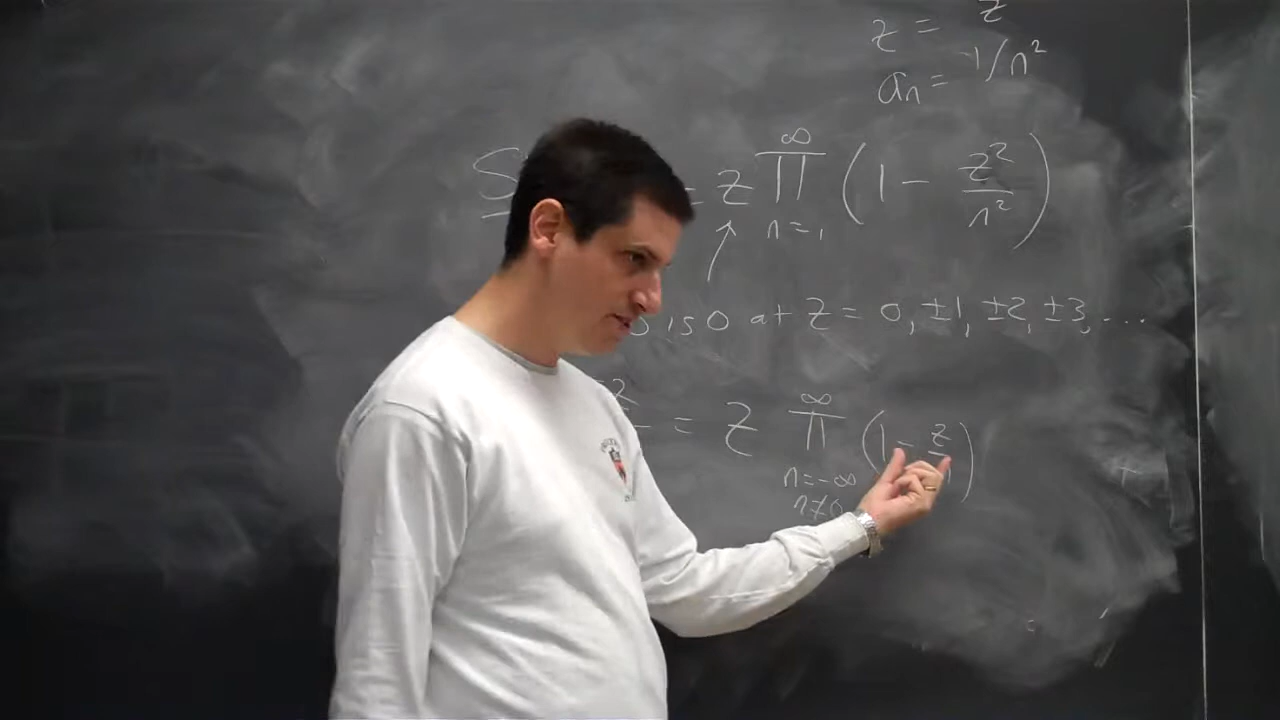 z = z
aₙ = -1/n²
S = z ∏ₙ₌₁^∞ (1 - z²/n²)
is 0 at z = 0, ±1, ±2, ±3, ...
z = z ∏^∞ (1 - z/n)
n=-∞
n≠0